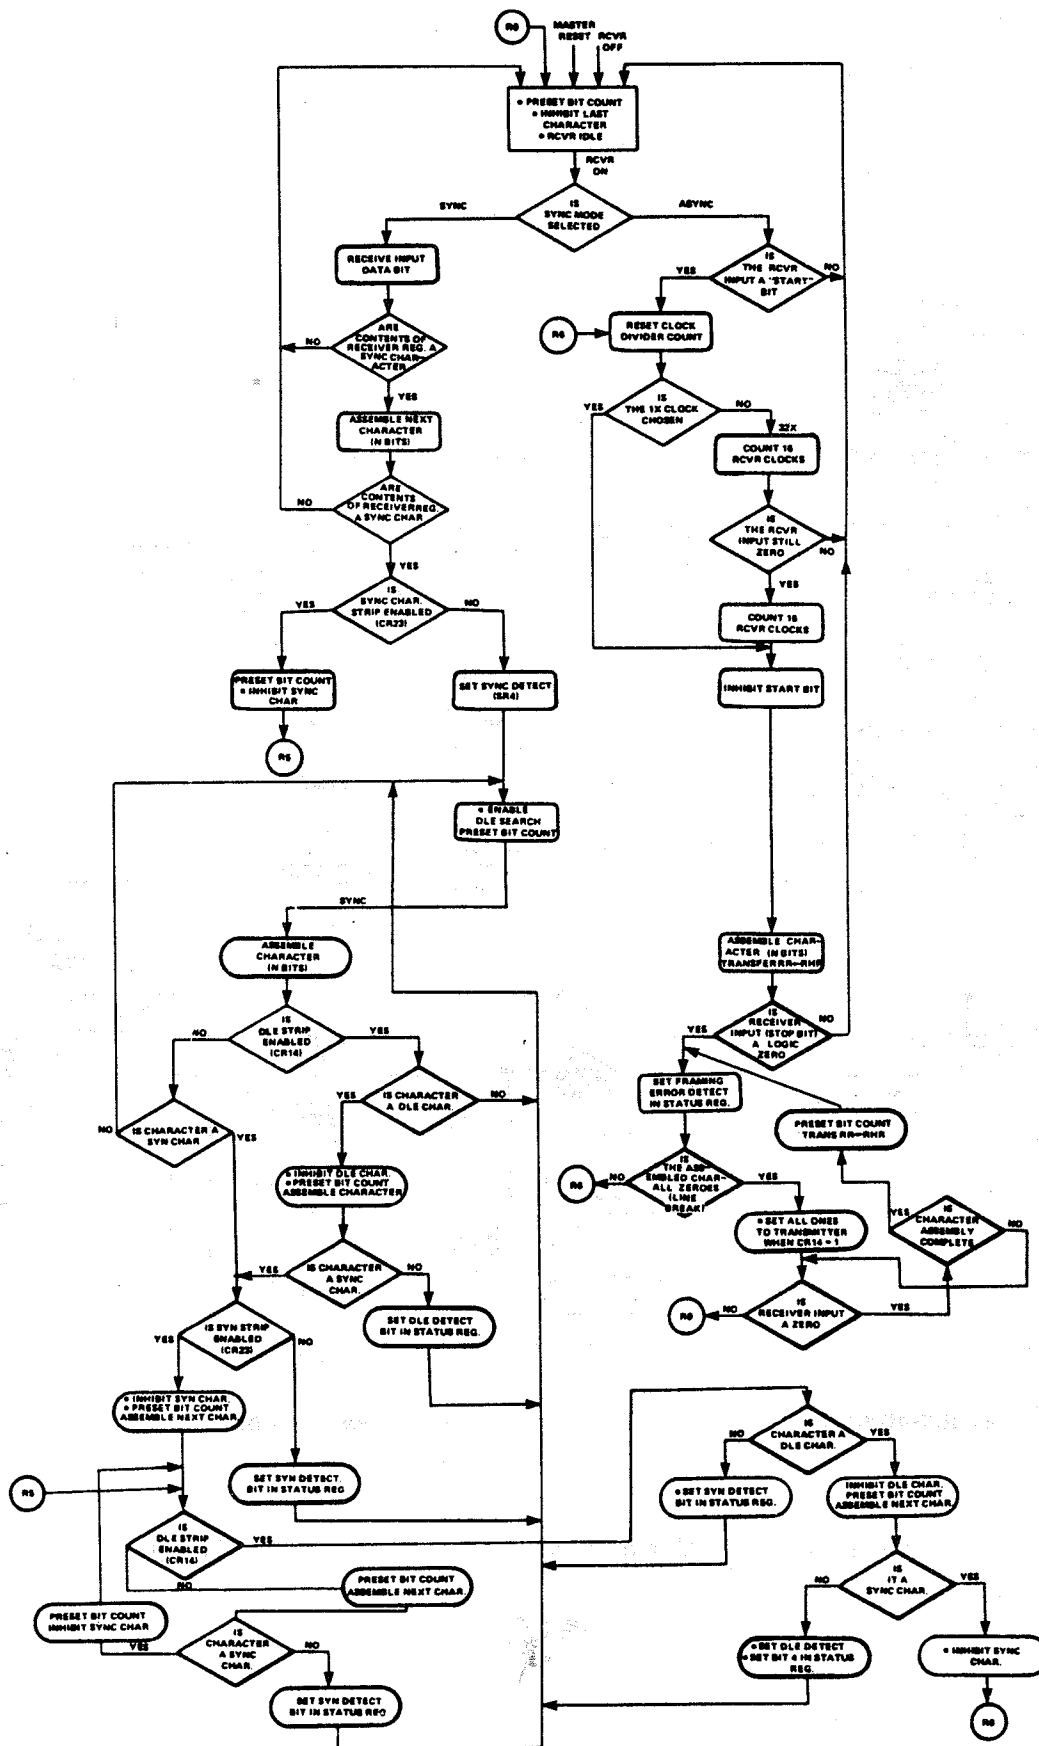 MASTER
RESET
RCVR
OFF
• PRESET BIT COUNT
• INHIBIT LAST
CHARACTER
• RCVR IDLE
RCVR
ON
IS
SYNC MODE
SELECTED
SYNC
ASYNC
RECEIVE INPUT
DATA BIT
IS
THE RCVR
INPUT A "START"
BIT
YES
NO
ARE
CONTENTS OF
RECEIVER REG. A
SYNC CHAR-
ACTER
NO
YES
RESET CLOCK
DIVIDER COUNT
IS
THE 1X CLOCK
CHOSEN
YES
NO
32X
COUNT 16
RCVR CLOCKS
ASSEMBLE NEXT
CHARACTER
(N BITS)
ARE
CONTENTS
OF RECEIVER REG.
A SYNC CHAR
NO
YES
IS
THE RCVR
INPUT STILL
ZERO
NO
YES
COUNT 16
RCVR CLOCKS
IS
SYNC CHAR.
STRIP ENABLED
(CR23)
YES
NO
PRESET BIT COUNT
• INHIBIT SYNC
CHAR
SET SYNC DETECT
(SR4)
INHIBIT START BIT
R5
• ENABLE
DLE SEARCH
PRESET BIT COUNT
SYNC
ASSEMBLE
CHARACTER
(N BITS)
ASSEMBLE CHAR-
ACTER (N BITS)
TRANSFER RR→RHR
IS
DLE STRIP
ENABLED
(CR14)
NO
YES
IS
RECEIVER
INPUT (STOP BIT)
A LOGIC
ZERO
YES
NO
SET FRAMING
ERROR DETECT
IN STATUS REG.
IS CHARACTER
A DLE CHAR.
YES
NO
IS CHARACTER A
SYN CHAR
NO
YES
PRESET BIT COUNT
TRANS RR→RHR
• INHIBIT DLE CHAR.
• PRESET BIT COUNT
ASSEMBLE CHARACTER
IS
THE ASS-
EMBLED CHAR-
ALL ZEROES
(LINE
BREAK)
NO
YES
R6
• SET ALL ONES
TO TRANSMITTER
WHEN CR14 = 1
IS
CHARACTER
ASSEMBLY
COMPLETE
YES
NO
IS CHARACTER
A SYNC
CHAR.
YES
NO
SET DLE DETECT
BIT IN STATUS REG.
IS
RECEIVER INPUT
A ZERO
NO
YES
IS SYN STRIP
ENABLED
(CR23)
YES
NO
• INHIBIT SYN CHAR.
• PRESET BIT COUNT
ASSEMBLE NEXT CHAR.
IS
CHARACTER A
DLE CHAR.
NO
YES
SET SYN DETECT.
BIT IN STATUS REG
• SET SYN DETECT
BIT IN STATUS REG.
INHIBIT DLE CHAR.
PRESET BIT COUNT
ASSEMBLE NEXT CHAR.
R5
IS
DLE STRIP
ENABLED
(CR14)
YES
NO
PRESET BIT COUNT
ASSEMBLE NEXT CHAR.
IS
IT A
SYNC CHAR.
NO
YES
PRESET BIT COUNT
INHIBIT SYNC CHAR
IS
CHARACTER
A SYNC
CHAR.
YES
NO
• SET DLE DETECT
• SET BIT 4 IN STATUS
REG.
• INHIBIT SYNC
CHAR.
SET SYN DETECT
BIT IN STATUS REG